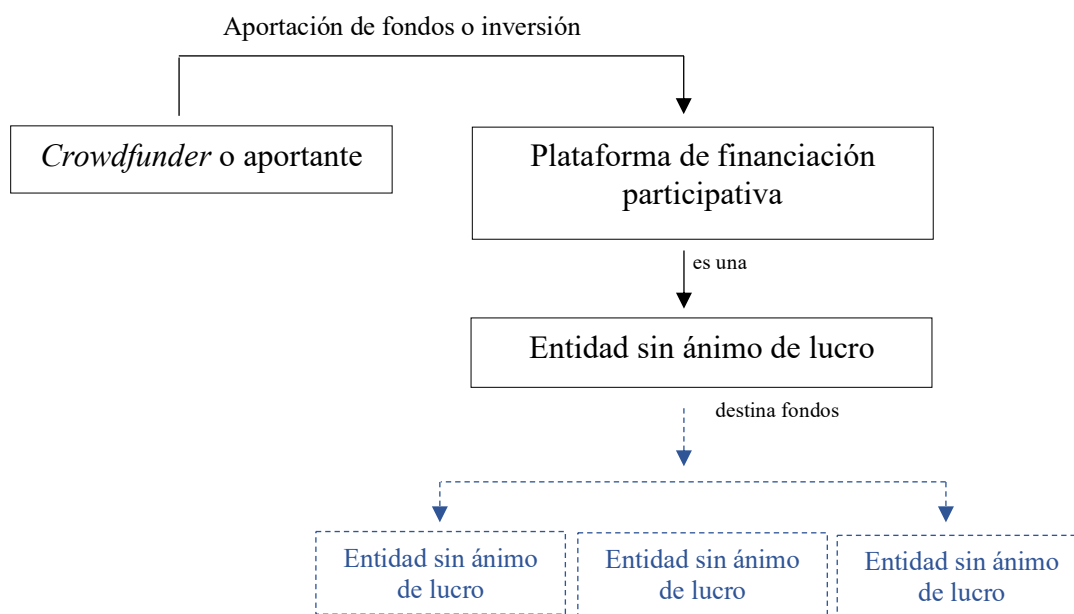 Aportación de fondos o inversión
Crowdfunder o aportante
Plataforma de financiación
participativa
es una
Entidad sin ánimo de lucro
destina fondos
Entidad sin ánimo
de lucro
Entidad sin ánimo
de lucro
Entidad sin ánimo
de lucro